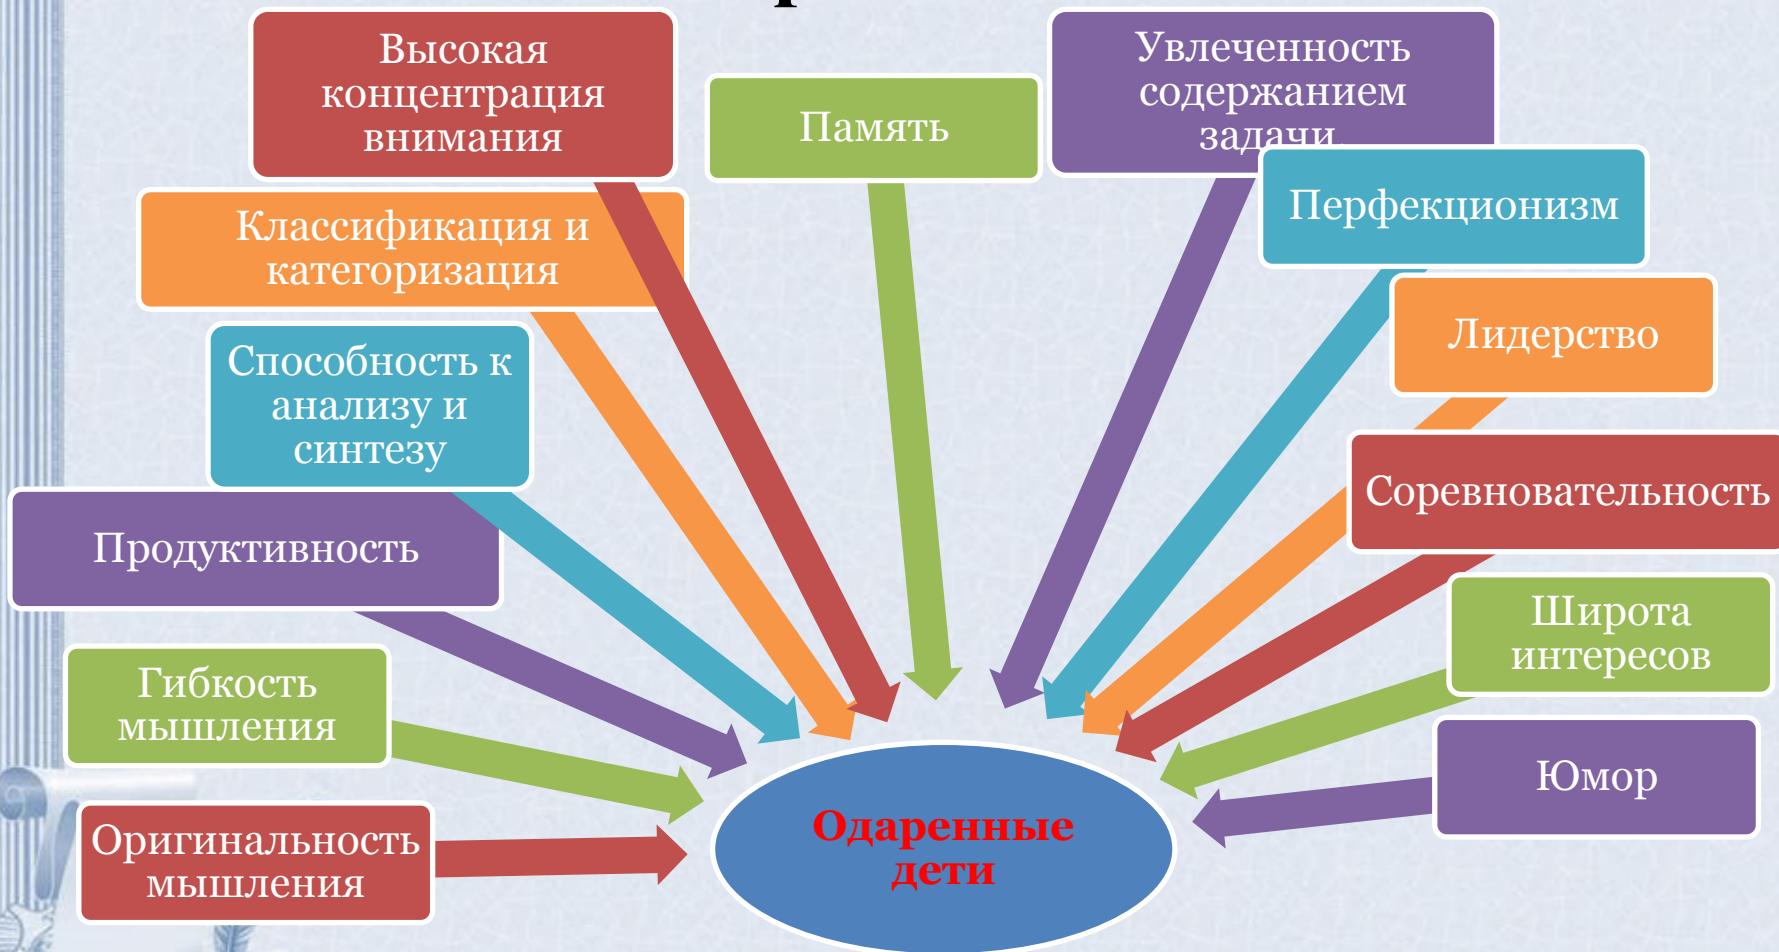 Высокая
концентрация
внимания
Память
Увлеченность
содержанием
задачи.
Перфекционизм
Классификация и
категоризация
Лидерство
Способность к
анализу и
синтезу
Соревновательность
Продуктивность
Широта
интересов
Гибкость
мышления
Юмор
Оригинальность
мышления
Одаренные
дети